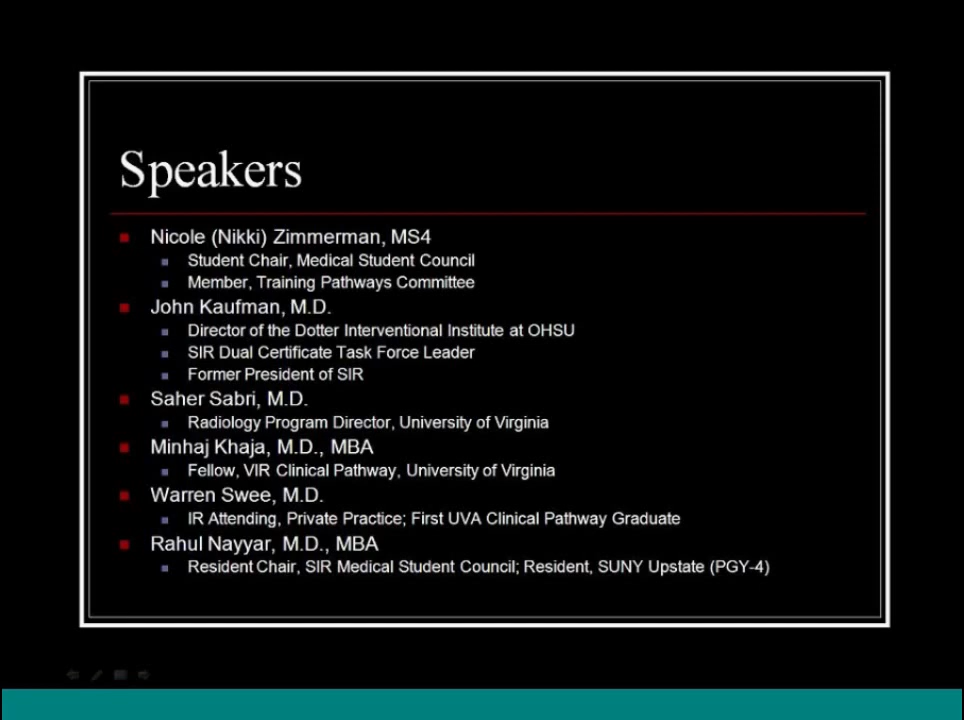 Speakers
Nicole (Nikki) Zimmerman, MS4
Student Chair, Medical Student Council
Member, Training Pathways Committee
John Kaufman, M.D.
Director of the Dotter Interventional Institute at OHSU
SIR Dual Certificate Task Force Leader
Former President of SIR
Saher Sabri, M.D.
Radiology Program Director, University of Virginia
Minhaj Khaja, M.D., MBA
Fellow, VIR Clinical Pathway, University of Virginia
Warren Swee, M.D.
IR Attending, Private Practice; First UVA Clinical Pathway Graduate
Rahul Nayyar, M.D., MBA
Resident Chair, SIR Medical Student Council; Resident, SUNY Upstate (PGY-4)